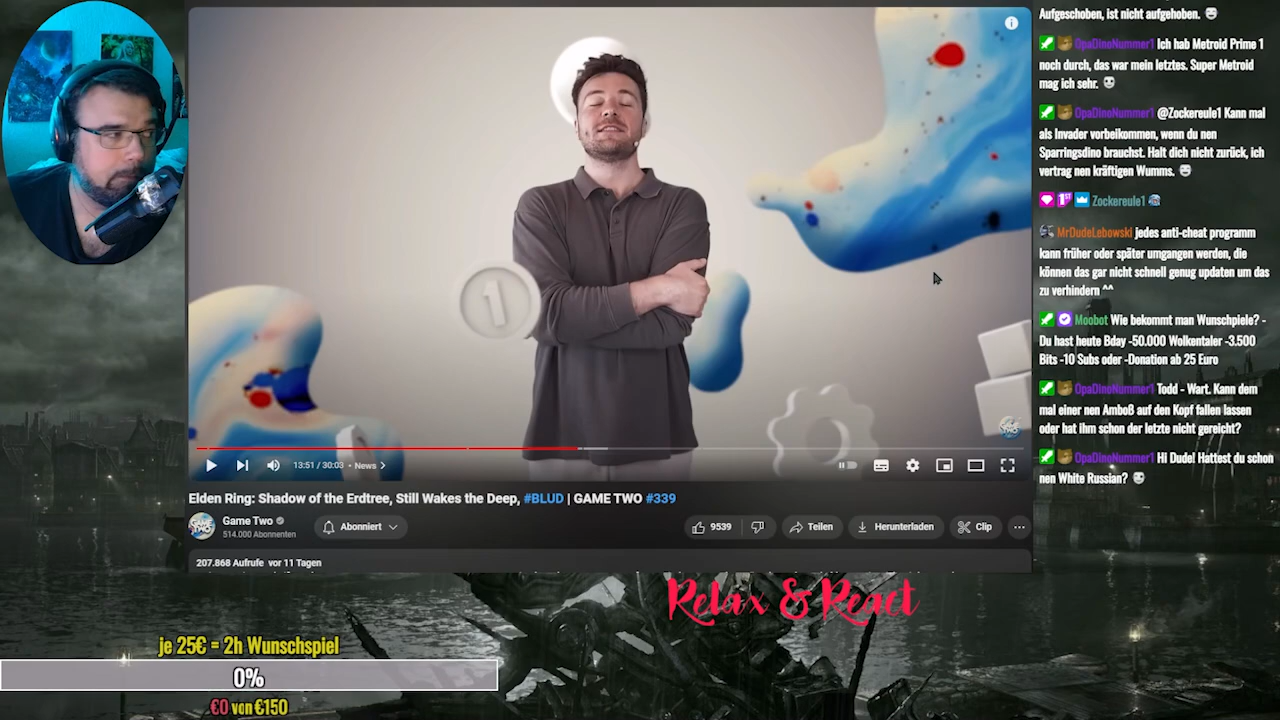 Aufgeschoben, ist nicht aufgehoben.
OpaDinoNummer1 Ich hab Metroid Prime 1
noch durch, das war mein letztes. Super Metroid
mag ich sehr.
OpaDinoNummer1 @Zockereule1 Kann mal
als Invader vorbeikommen, wenn du nen
Sparringsdino brauchst. Halt dich nicht zurück, ich
vertrag nen kräftigen Wumms.
1ST Zockereule1
MrDudeLebowski jedes anti-cheat programm
kann früher oder später umgangen werden, die
können das gar nicht schnell genug updaten um das
zu verhindern ^^
Moobot Wie bekommt man Wunschpiele? -
Du hast heute Bday -50.000 Wolkentaler -3.500
Bits -10 Subs oder -Donation ab 25 Euro
OpaDinoNummer1 Todd - Wart. Kann dem
mal einer nen Amboß auf den Kopf fallen lassen
oder hat ihm schon der letzte nicht gereicht?
OpaDinoNummer1 Hi Dude! Hattest du schon
nen White Russian?
1
13:51 / 30:03 • News
Elden Ring: Shadow of the Erdtree, Still Wakes the Deep, #BLUD | GAME TWO #339
GAME TWO
Game Two
514.000 Abonnenten
Abonniert
9539
Teilen
Herunterladen
Clip
207.868 Aufrufe vor 11 Tagen
Relax & React
je 25€ = 2h Wunschspiel
0%
€0 von €150